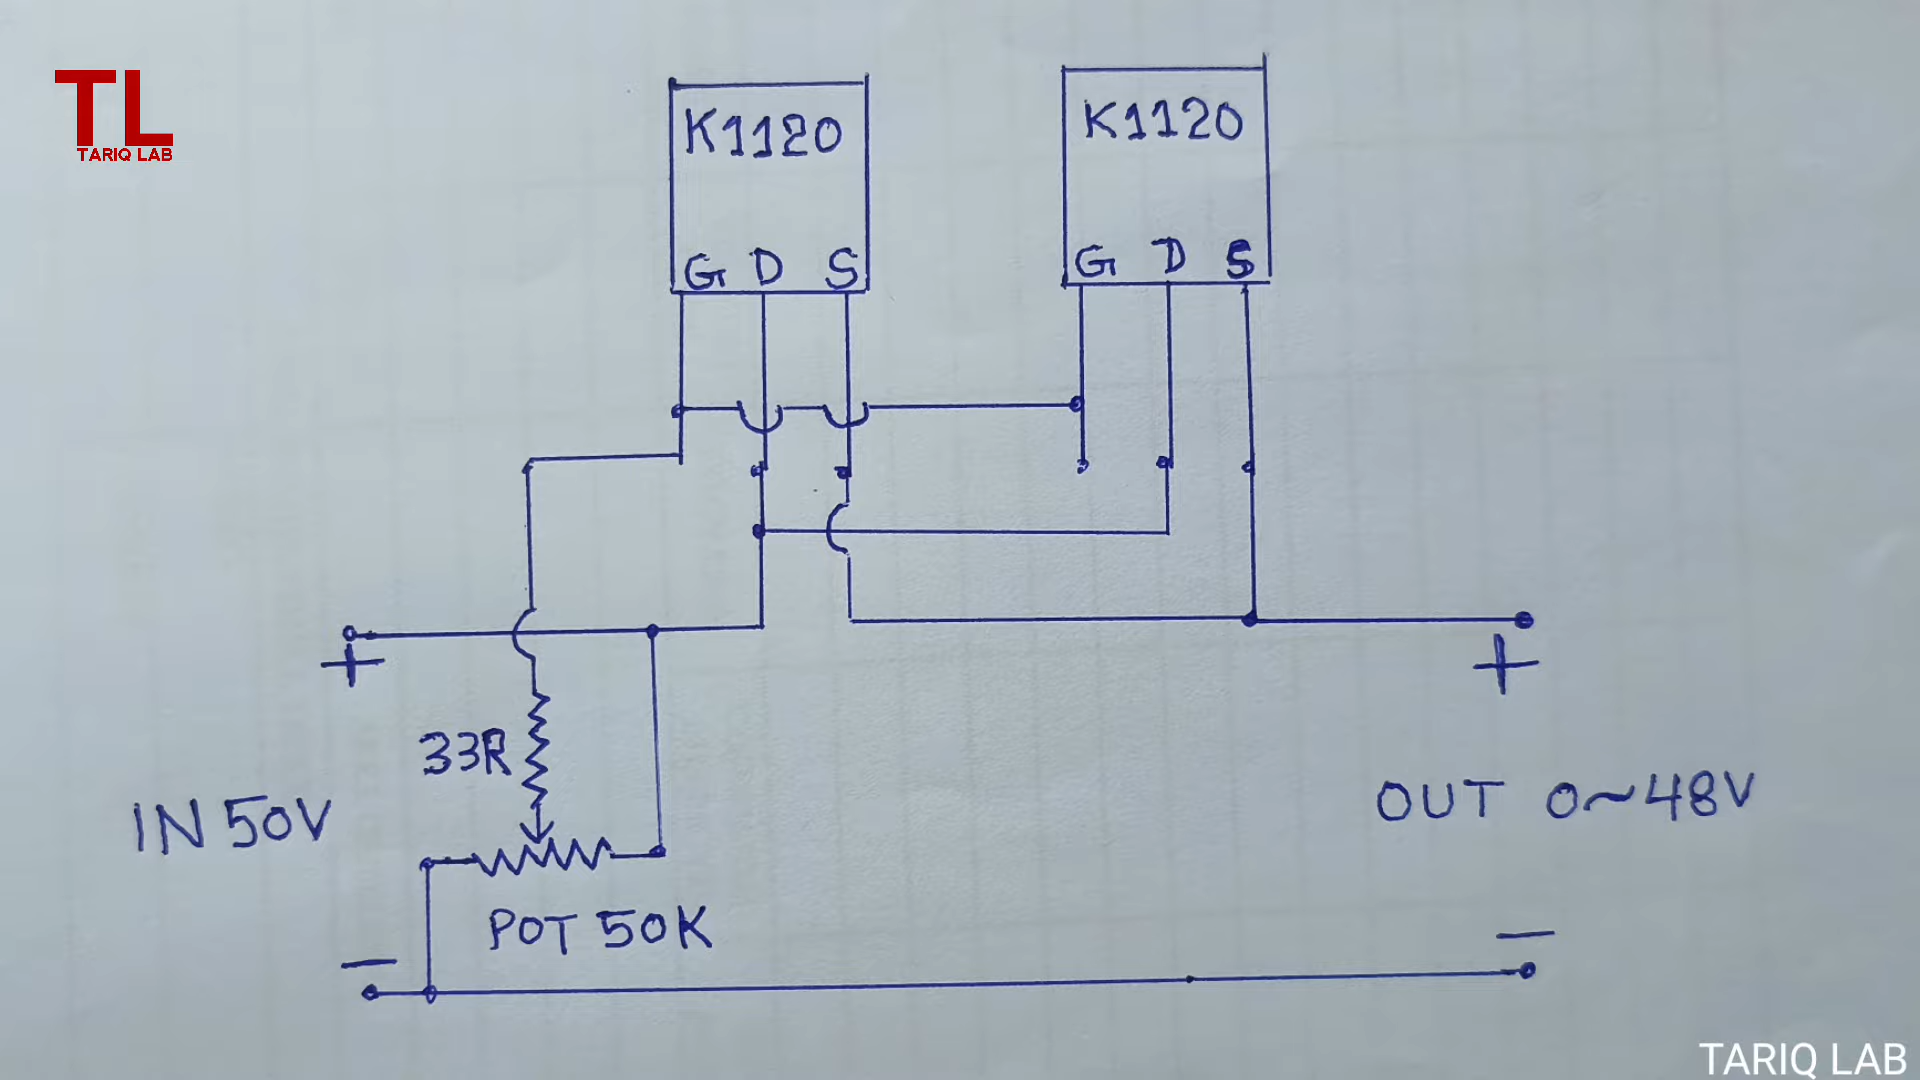 TL
TARIQ LAB
K1120
K1120
G D S
G D S
+
+
33R
IN 50V
OUT 0~48V
POT 50K
−
−
TARIQ LAB